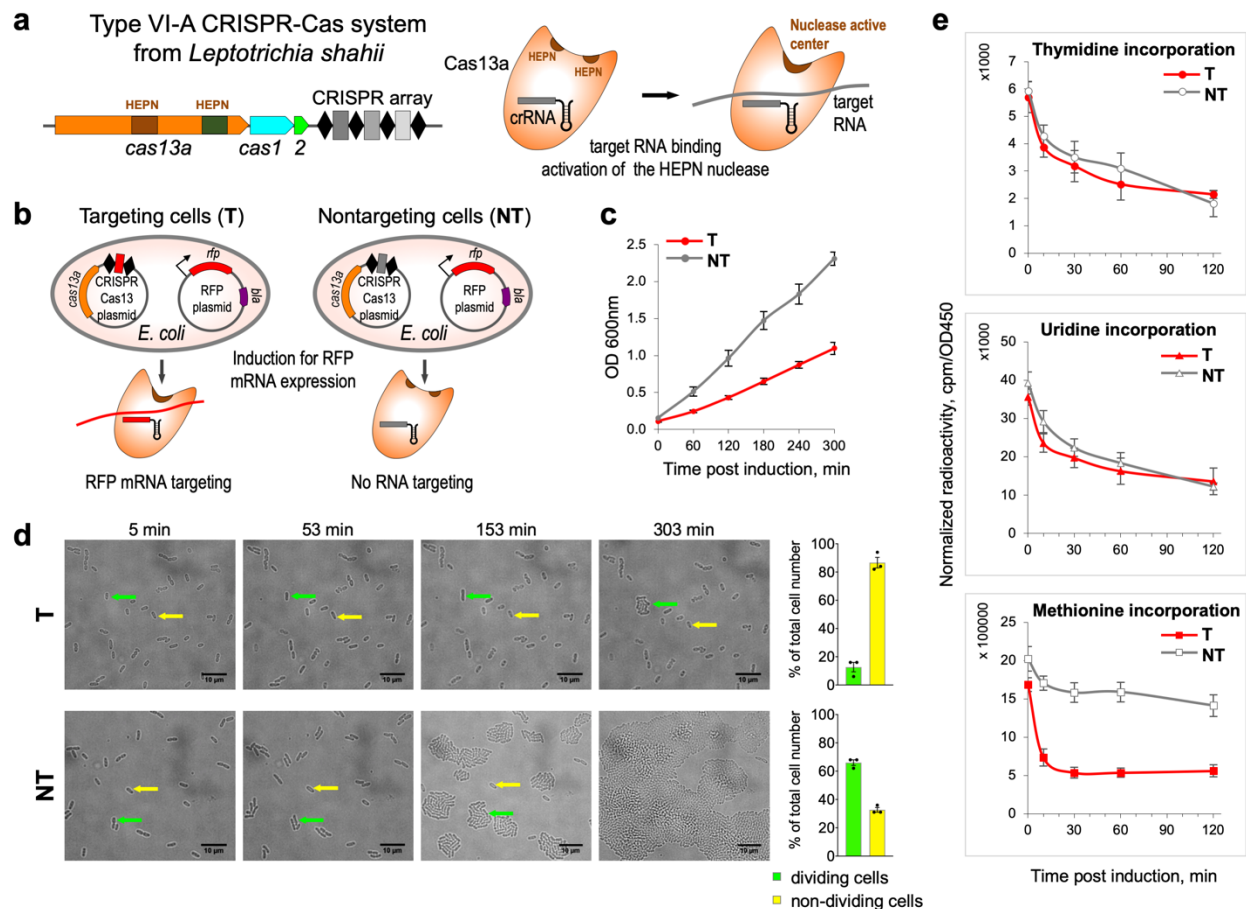 a
Type VI-A CRISPR-Cas system
from Leptotrichia shahii
HEPN
HEPN
CRISPR array
cas13a
cas1
2
Cas13a
HEPN
HEPN
crRNA
Nuclease active
center
target
RNA
target RNA binding
activation of the HEPN nuclease
b
Targeting cells (T)
cas13a
CRISPR
Cas13
plasmid
rfp
RFP
plasmid
bla
E. coli
Nontargeting cells (NT)
cas13a
CRISPR
Cas13
plasmid
rfp
RFP
plasmid
bla
E. coli
Induction for RFP
mRNA expression
RFP mRNA targeting
No RNA targeting
c
T
NT
OD 600nm
2.5
2.0
1.5
1.0
0.5
0.0
0 60 120 180 240 300
Time post induction, min
d
5 min
53 min
153 min
303 min
T
10 µm
10 µm
10 µm
10 µm
% of total cell number
100
80
60
40
20
0
NT
10 µm
10 µm
10 µm
10 µm
% of total cell number
100
80
60
40
20
0
dividing cells
non-dividing cells
e
Normalized radioactivity, cpm/OD450
x1000
Thymidine incorporation
T
NT
7
6
5
4
3
2
1
0
0 30 60 90 120
x1000
Uridine incorporation
T
NT
50
40
30
20
10
0
0 30 60 90 120
x 100000
Methionine incorporation
T
NT
25
20
15
10
5
0
0 30 60 90 120
Time post induction, min